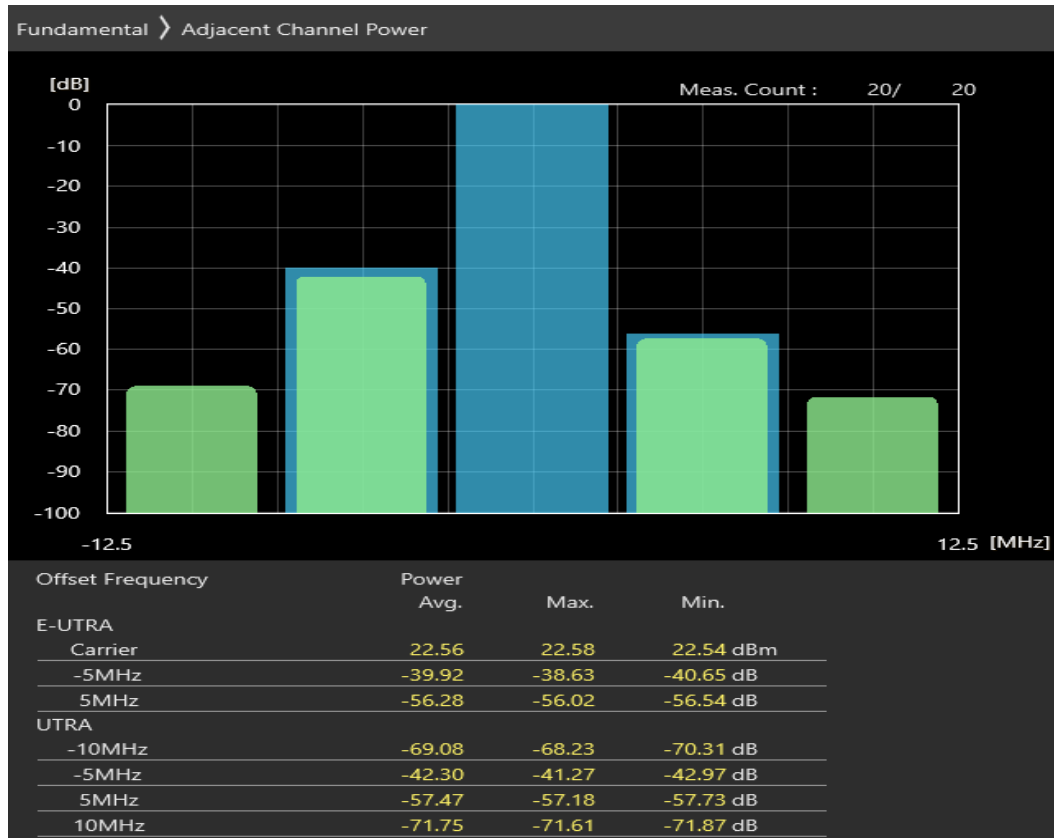 Fundamental 〉 Adjacent Channel Power
[dB]
Meas. Count : 20/ 20
0
-10
-20
-30
-40
-50
-60
-70
-80
-90
-100
-12.5 12.5 [MHz]
Offset Frequency Power
Avg. Max. Min.
E-UTRA
Carrier 22.56 22.58 22.54 dBm
-5MHz -39.92 -38.63 -40.65 dB
5MHz -56.28 -56.02 -56.54 dB
UTRA
-10MHz -69.08 -68.23 -70.31 dB
-5MHz -42.30 -41.27 -42.97 dB
5MHz -57.47 -57.18 -57.73 dB
10MHz -71.75 -71.61 -71.87 dB